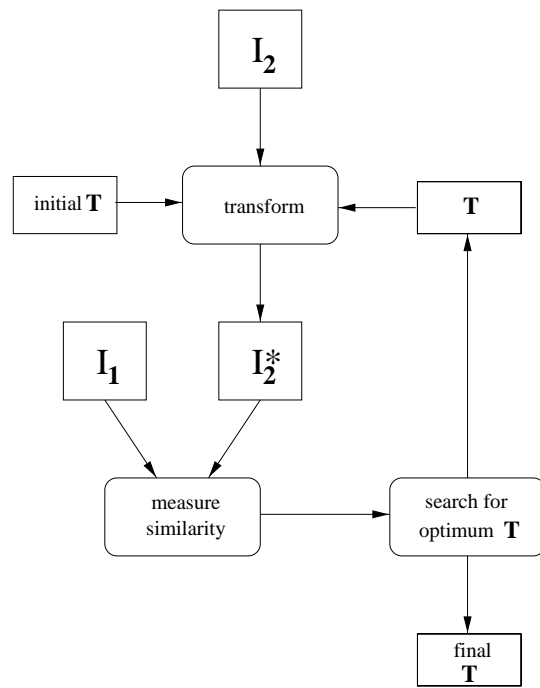 I2
initial T
transform
T
I1
I2*
measure
similarity
search for
optimum T
final
T